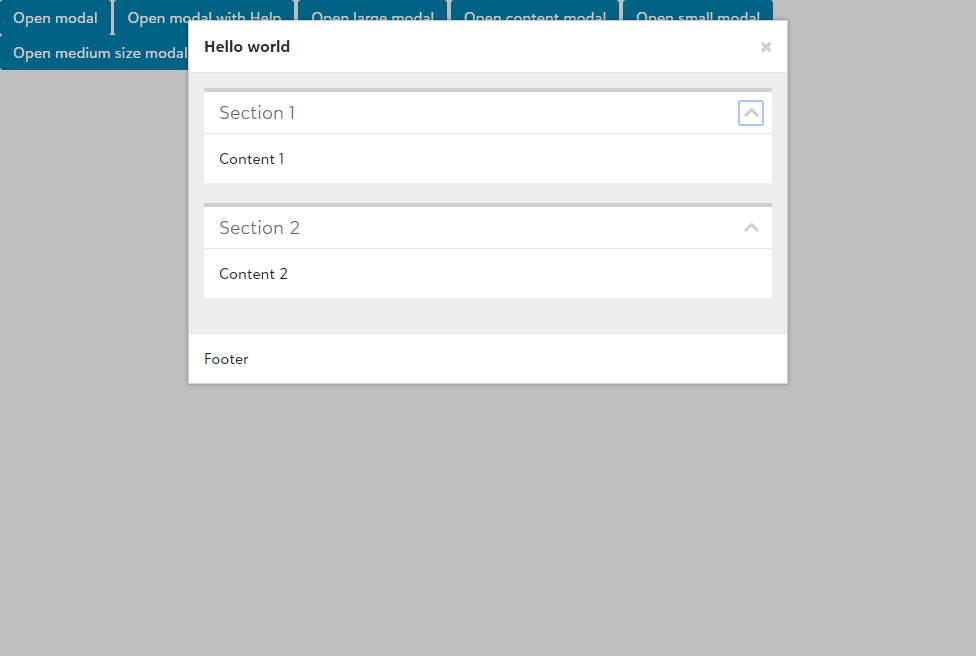 Open modal
Open modal with Help
Open large modal
Open content modal
Open small modal
Open medium size modal
Hello world
Section 1
Content 1
Section 2
Content 2
Footer